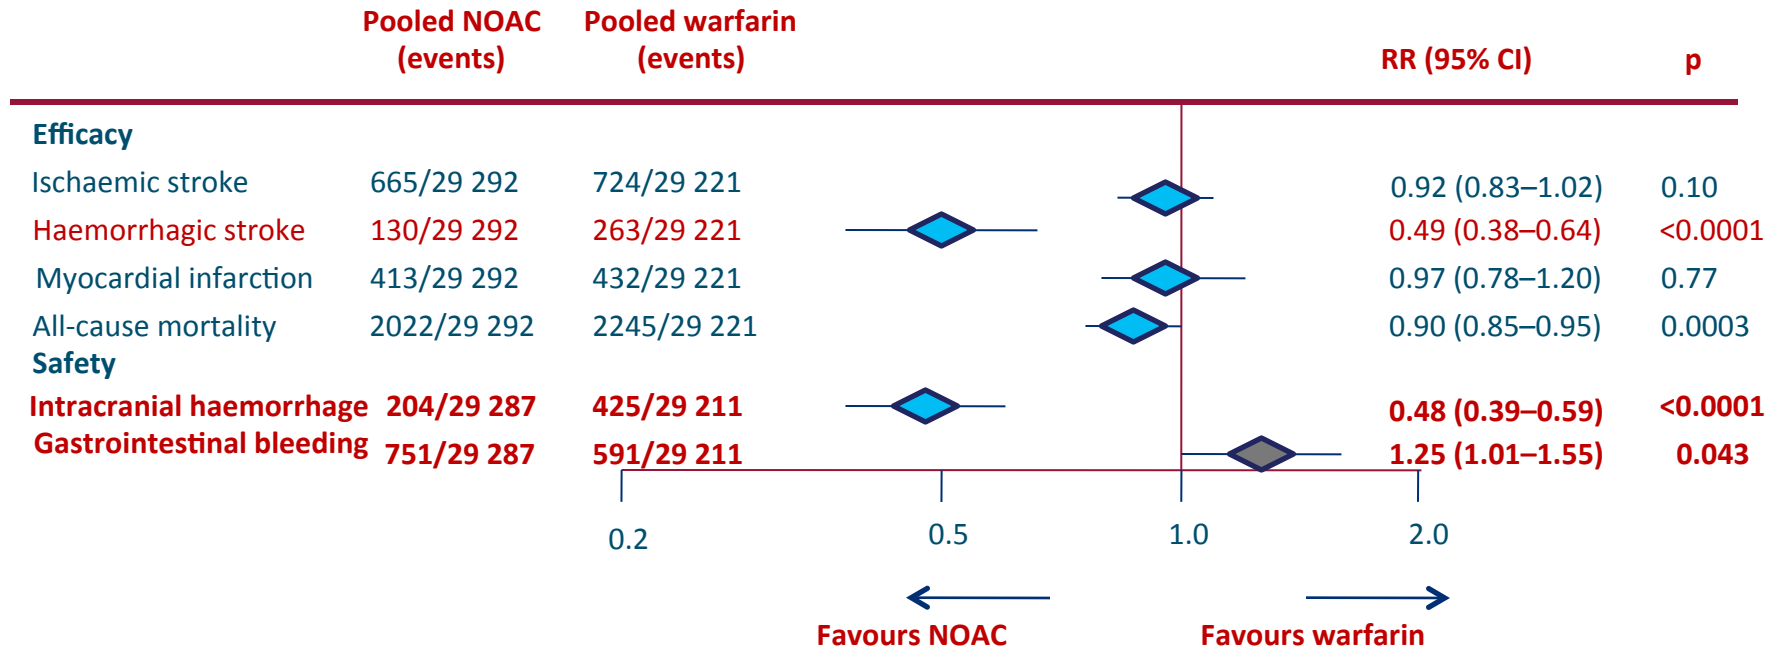 Pooled NOAC Pooled warfarin
(events) (events) RR (95% CI) p
Efficacy
Ischaemic stroke 665/29 292 724/29 221 0.92 (0.83–1.02) 0.10
Haemorrhagic stroke 130/29 292 263/29 221 0.49 (0.38–0.64) <0.0001
Myocardial infarction 413/29 292 432/29 221 0.97 (0.78–1.20) 0.77
All-cause mortality 2022/29 292 2245/29 221 0.90 (0.85–0.95) 0.0003
Safety
Intracranial haemorrhage 204/29 287 425/29 211 0.48 (0.39–0.59) <0.0001
Gastrointestinal bleeding 751/29 287 591/29 211 1.25 (1.01–1.55) 0.043
0.2 0.5 1.0 2.0
Favours NOAC Favours warfarin